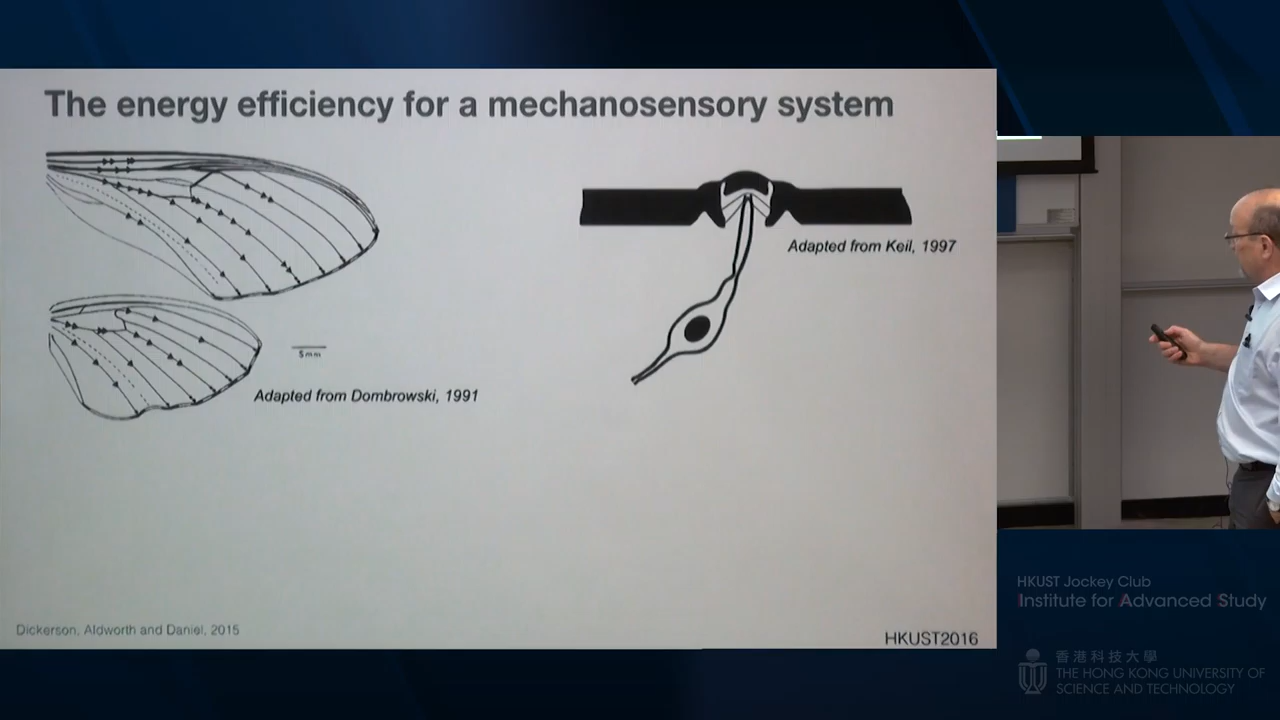 The energy efficiency for a mechanosensory system
Adapted from Keil, 1997
5mm
Adapted from Dombrowski, 1991
Dickerson, Aldworth and Daniel, 2015
HKUST2016
HKUST Jockey Club
Institute for Advanced Study
香港科技大學
THE HONG KONG UNIVERSITY OF
SCIENCE AND TECHNOLOGY